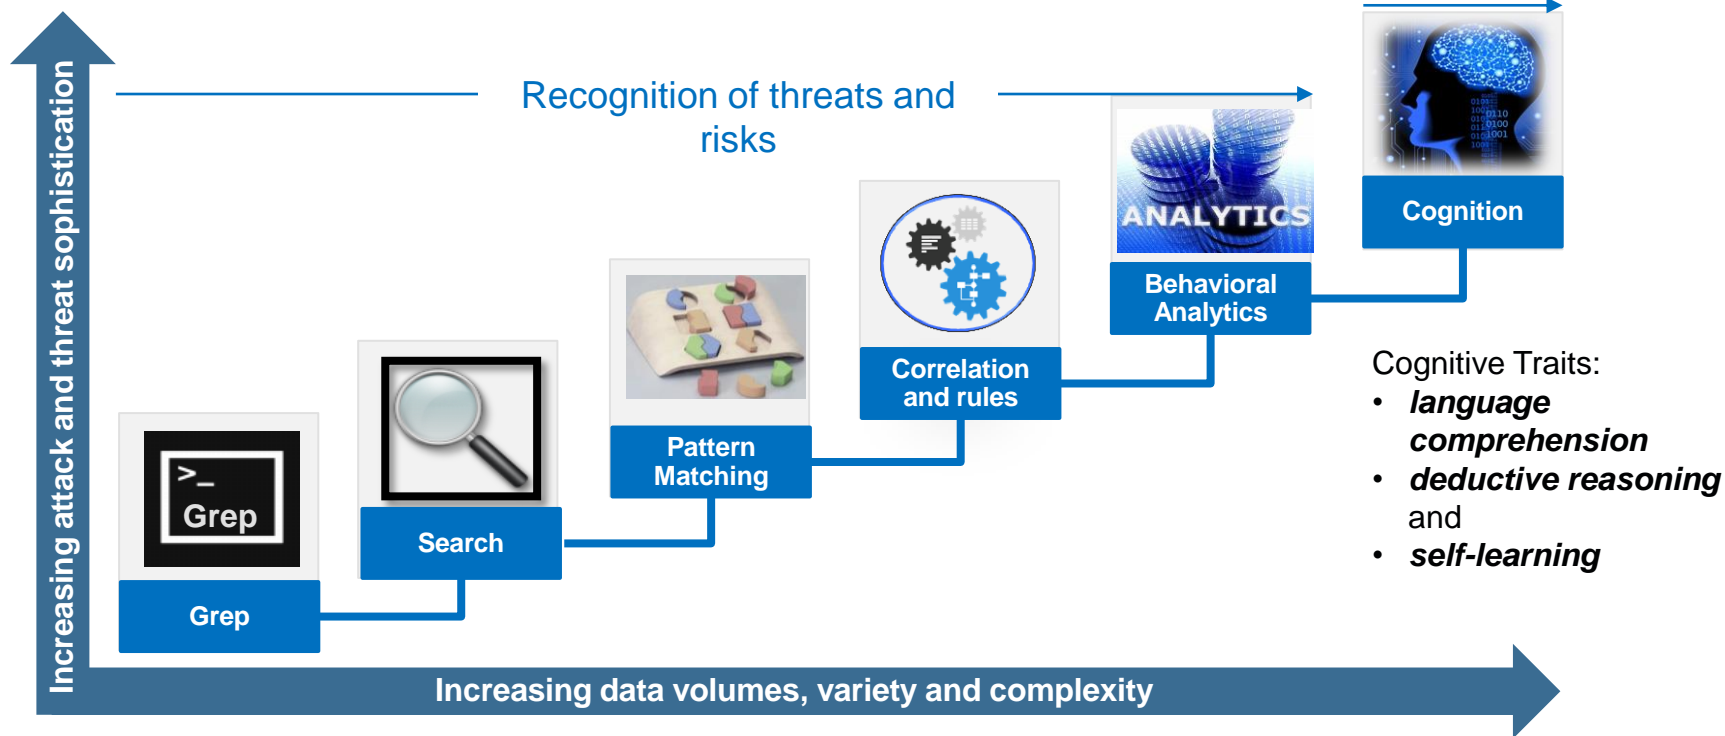 Increasing attack and threat sophistication
Recognition of threats and
risks
>_
Grep
Grep
Search
Pattern
Matching
Correlation
and rules
ANALYTICS
Behavioral
Analytics
Cognition
Cognitive Traits:
• language
comprehension
• deductive reasoning
and
• self-learning
Increasing data volumes, variety and complexity